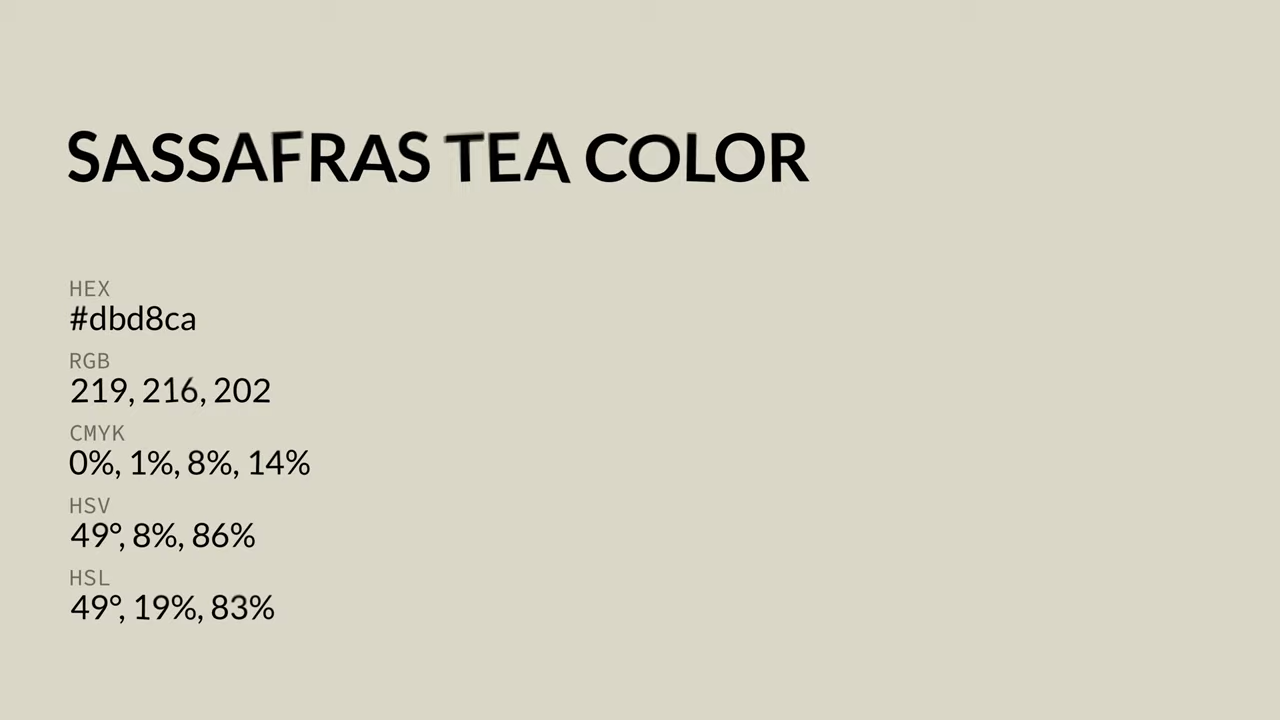 SASSAFRAS TEA COLOR
HEX
#dbd8ca
RGB
219, 216, 202
CMYK
0%, 1%, 8%, 14%
HSV
49°, 8%, 86%
HSL
49°, 19%, 83%